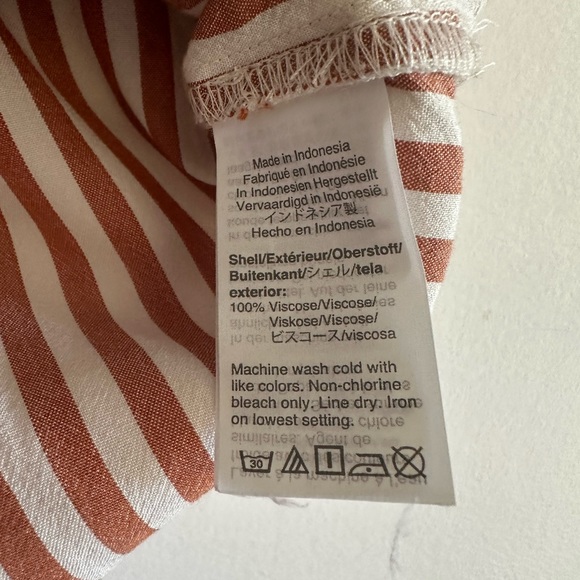 Made in Indonesia
Fabriqué en Indonésie
In Indonesien Hergestellt
Vervaardigd in Indonesië
インドネシア製
Hecho en Indonesia
Shell/Extérieur/Oberstoff/
Buitenkant/シェル/tela
exterior:
100% Viscose/Viscose/
Viskose/Viscose/
ビスコース/viscosa
Machine wash cold with
like colors. Non-chlorine
bleach only. Line dry. Iron
on lowest setting.
30